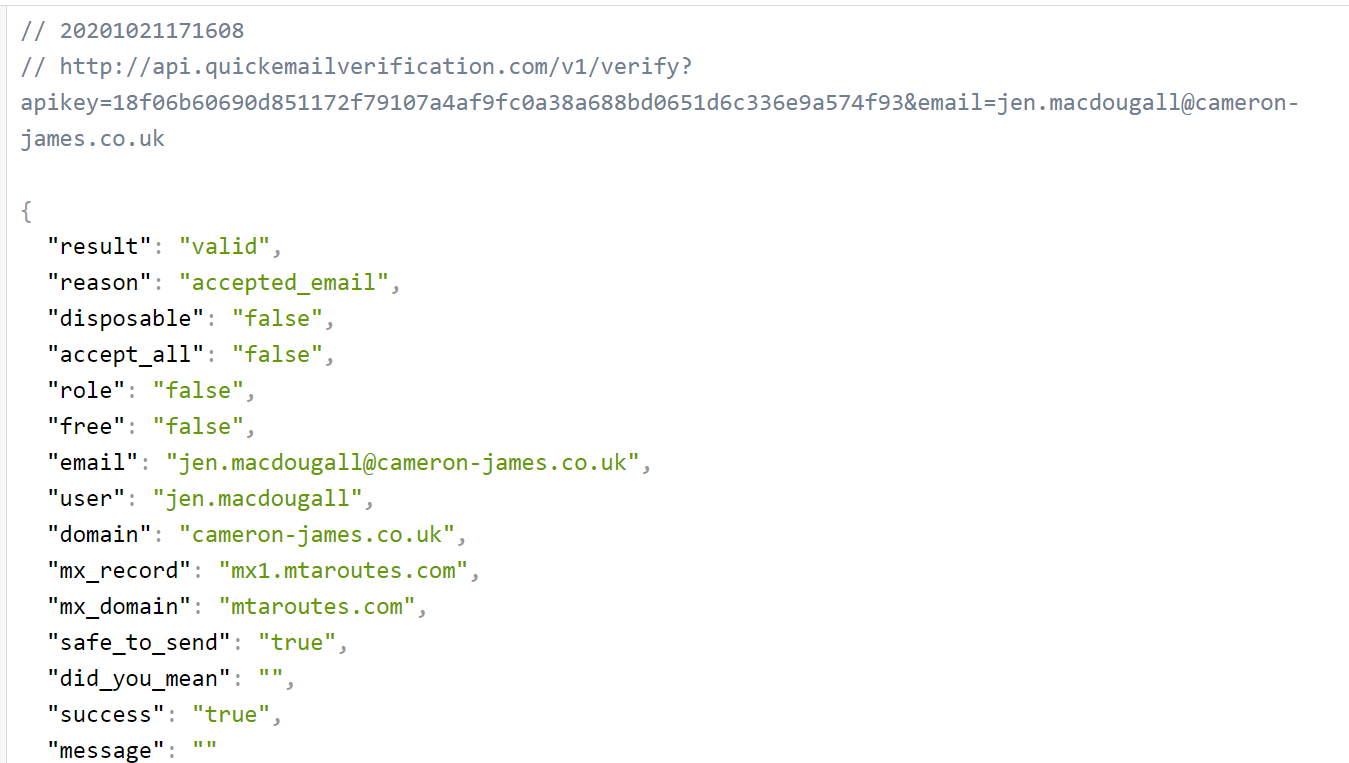 // 20201021171608
// http://api.quickemailverification.com/v1/verify?
apikey=18f06b60690d851172f79107a4af9fc0a38a688bd0651d6c336e9a574f93&email=jen.macdougall@cameron-
james.co.uk
{
"result": "valid",
"reason": "accepted_email",
"disposable": "false",
"accept_all": "false",
"role": "false",
"free": "false",
"email": "jen.macdougall@cameron-james.co.uk",
"user": "jen.macdougall",
"domain": "cameron-james.co.uk",
"mx_record": "mx1.mtaroutes.com",
"mx_domain": "mtaroutes.com",
"safe_to_send": "true",
"did_you_mean": "",
"success": "true",
"message": ""